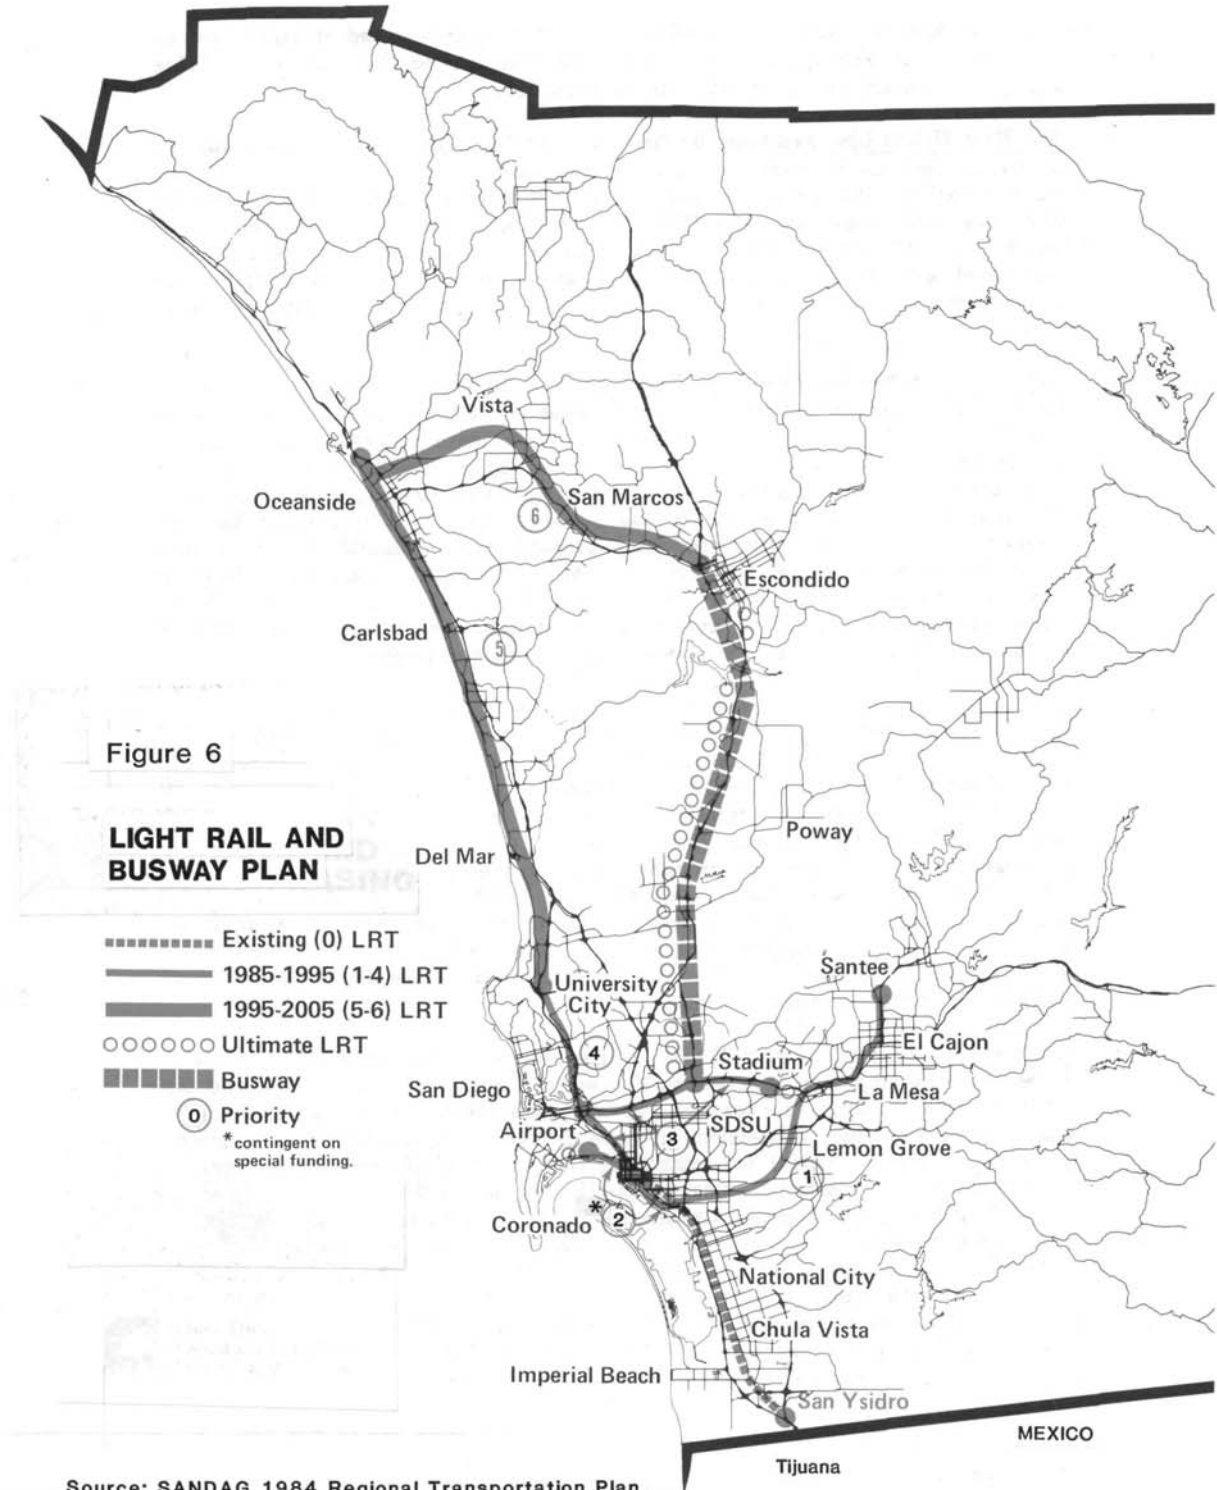 Vista
Oceanside
San Marcos
6
Escondido
Carlsbad
5
Figure 6
LIGHT RAIL AND
BUSWAY PLAN
Existing (0) LRT
1985-1995 (1-4) LRT
1995-2005 (5-6) LRT
Ultimate LRT
Busway
0 Priority
*contingent on
special funding.
Poway
Del Mar
University
City
Santee
4
El Cajon
Stadium
San Diego
La Mesa
Airport
3
SDSU
Lemon Grove
1
Coronado
* 2
National City
Chula Vista
Imperial Beach
San Ysidro
MEXICO
Tijuana
Source: SANDAG, 1984 Regional Transportation Plan